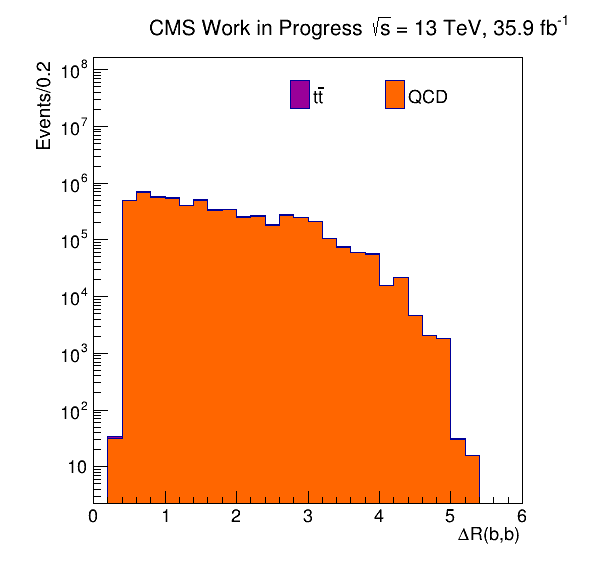 CMS Work in Progress √s = 13 TeV, 35.9 fb⁻¹
tt̄ QCD
Events/0.2
10⁸
10⁷
10⁶
10⁵
10⁴
10³
10²
10
0 1 2 3 4 5 6
ΔR(b,b)